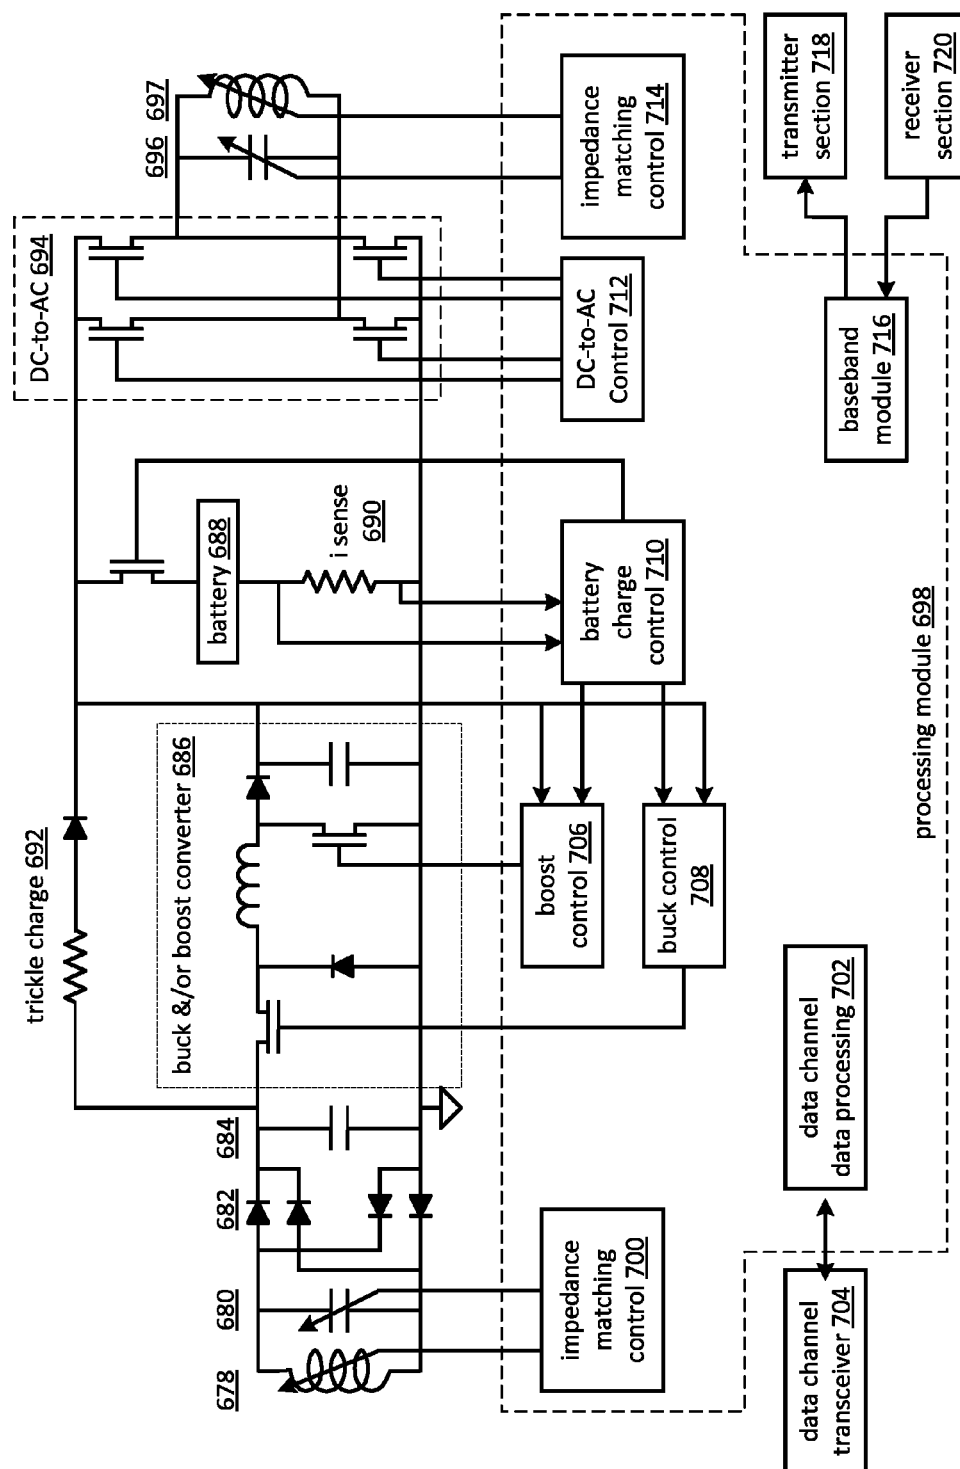 trickle charge 692
DC-to-AC 694
696
697
buck &/or boost converter 686
battery 688
i sense
690
678
680
682
684
impedance
matching
control 700
boost
control 706
buck control
708
battery
charge
control 710
DC-to-AC
Control 712
impedance
matching
control 714
data channel
transceiver 704
data channel
data processing 702
processing module 698
baseband
module 716
transmitter
section 718
receiver
section 720